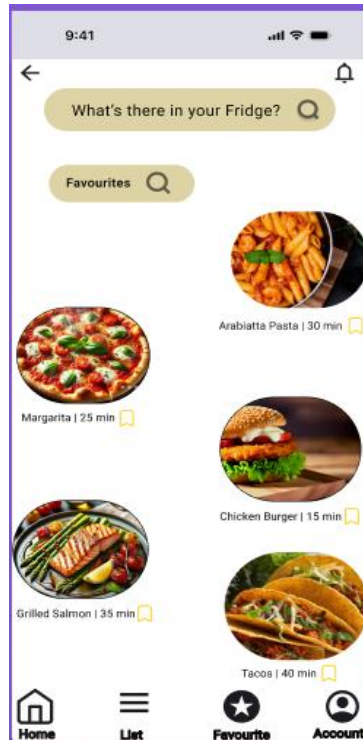 9:41
What's there in your Fridge?
Favourites
Arabiatta Pasta | 30 min
Margarita | 25 min
Chicken Burger | 15 min
Grilled Salmon | 35 min
Tacos | 40 min
Home List Favourite Account